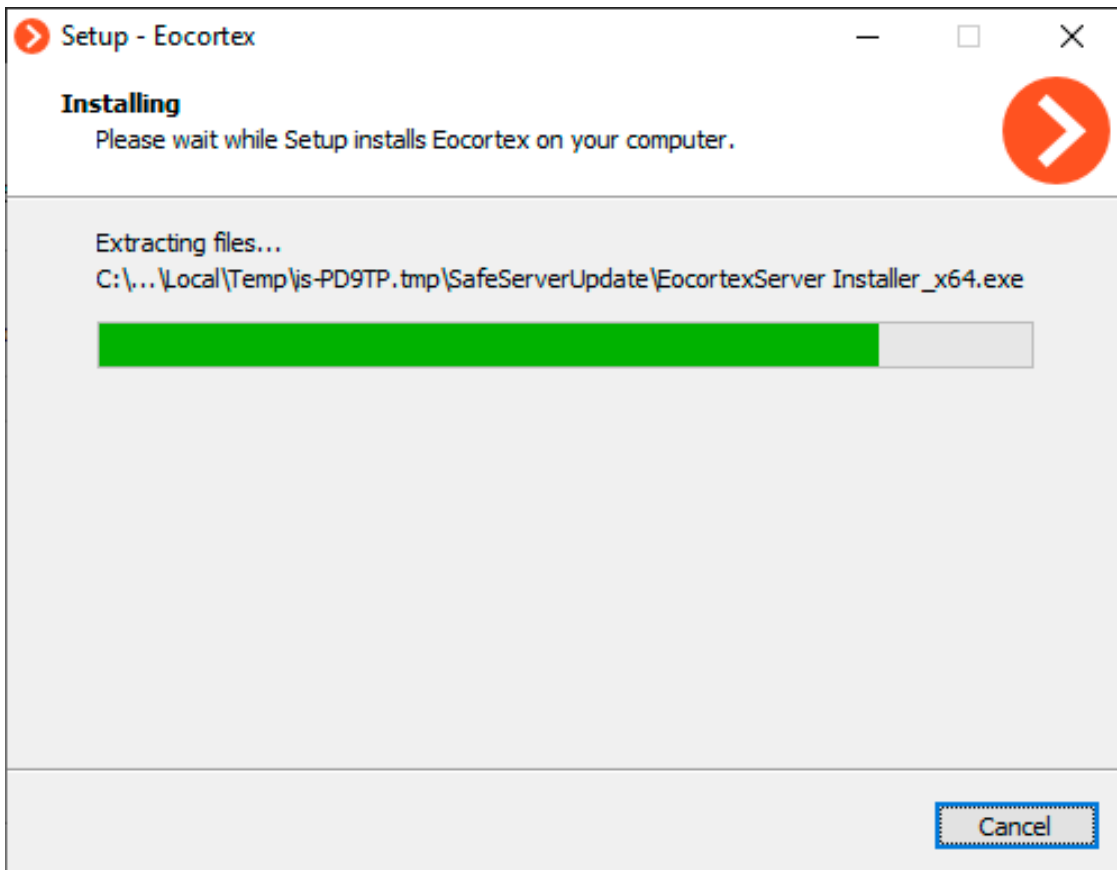 Setup - Eocortex
Installing
Please wait while Setup installs Eocortex on your computer.
Extracting files...
C:\...\Local\Temp\is-PD9TP.tmp\SafeServerUpdate\EocortexServer Installer_x64.exe
Cancel